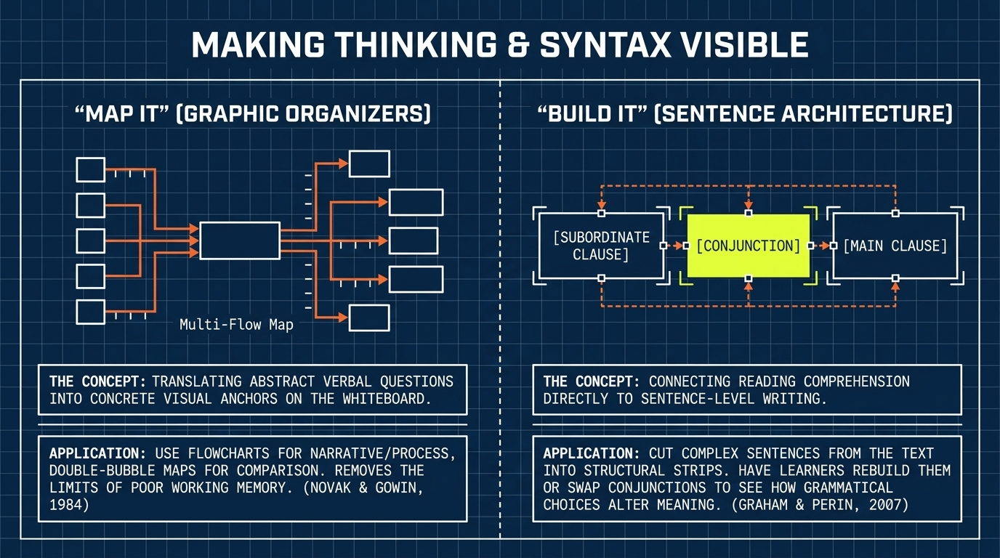 MAKING THINKING & SYNTAX VISIBLE
“MAP IT” (GRAPHIC ORGANIZERS)
Multi-Flow Map
THE CONCEPT: TRANSLATING ABSTRACT VERBAL QUESTIONS
INTO CONCRETE VISUAL ANCHORS ON THE WHITEBOARD.
APPLICATION: USE FLOWCHARTS FOR NARRATIVE/PROCESS,
DOUBLE-BUBBLE MAPS FOR COMPARISON. REMOVES THE
LIMITS OF POOR WORKING MEMORY. (NOVAK & GOWIN,
1984)
“BUILD IT” (SENTENCE ARCHITECTURE)
[SUBORDINATE
CLAUSE]
[CONJUNCTION]
[MAIN CLAUSE]
THE CONCEPT: CONNECTING READING COMPREHENSION
DIRECTLY TO SENTENCE-LEVEL WRITING.
APPLICATION: CUT COMPLEX SENTENCES FROM THE TEXT
INTO STRUCTURAL STRIPS. HAVE LEARNERS REBUILD THEM
OR SWAP CONJUNCTIONS TO SEE HOW GRAMMATICAL
CHOICES ALTER MEANING. (GRAHAM & PERIN, 2007)